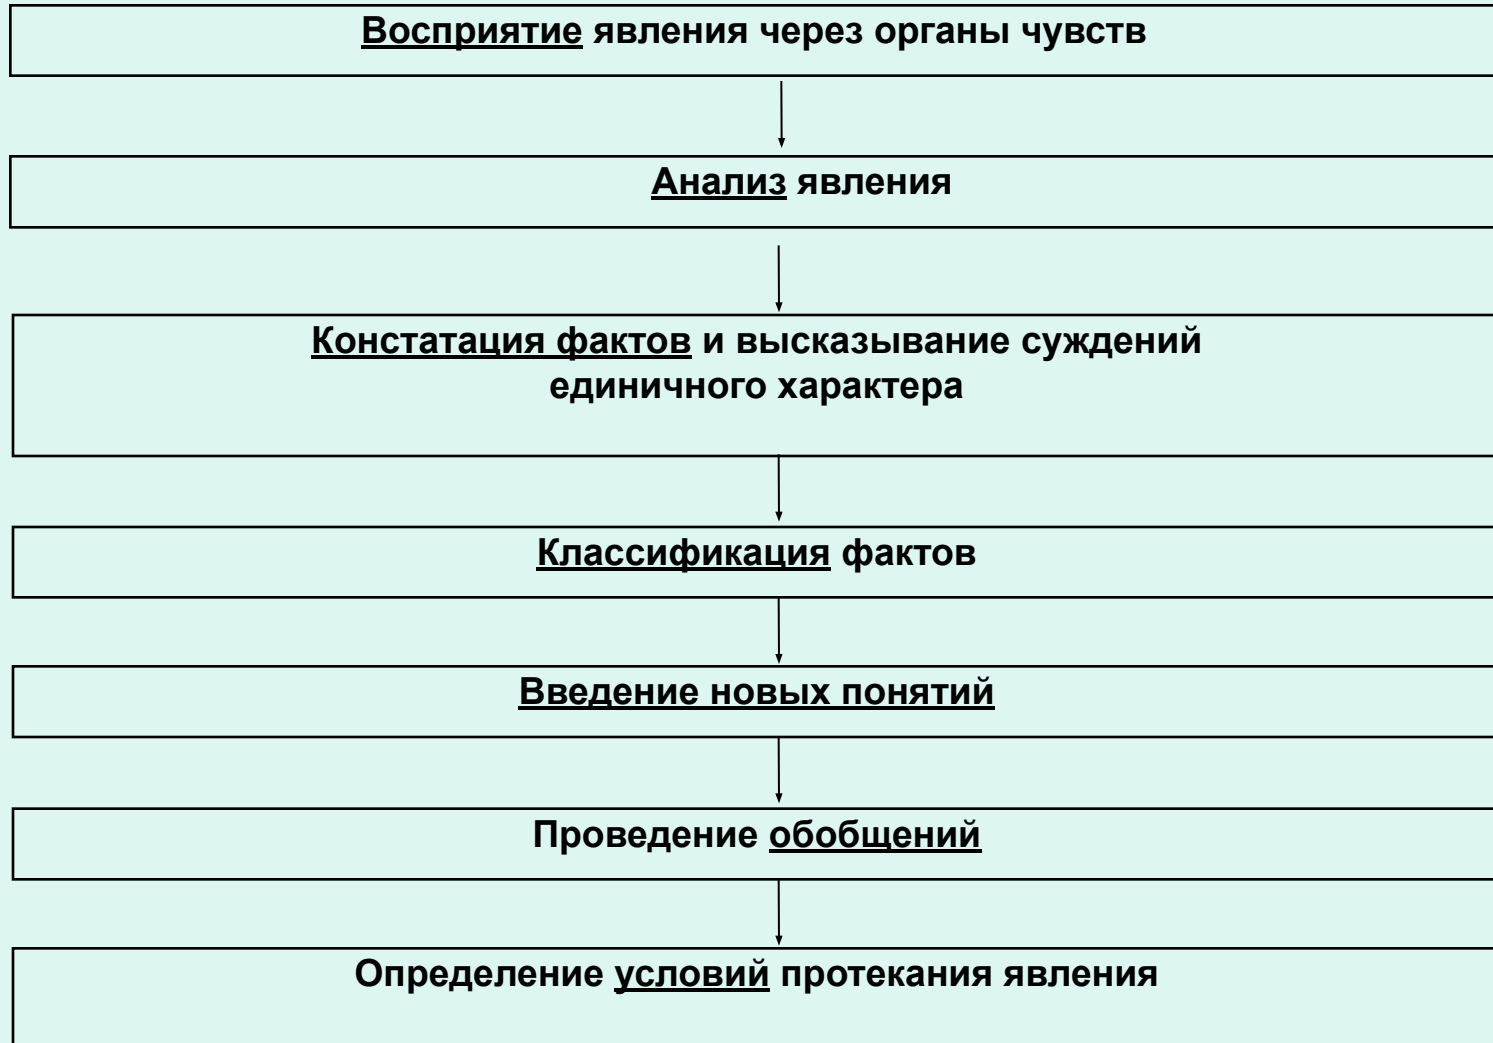 Восприятие явления через органы чувств
Анализ явления
Констатация фактов и высказывание суждений
единичного характера
Классификация фактов
Введение новых понятий
Проведение обобщений
Определение условий протекания явления